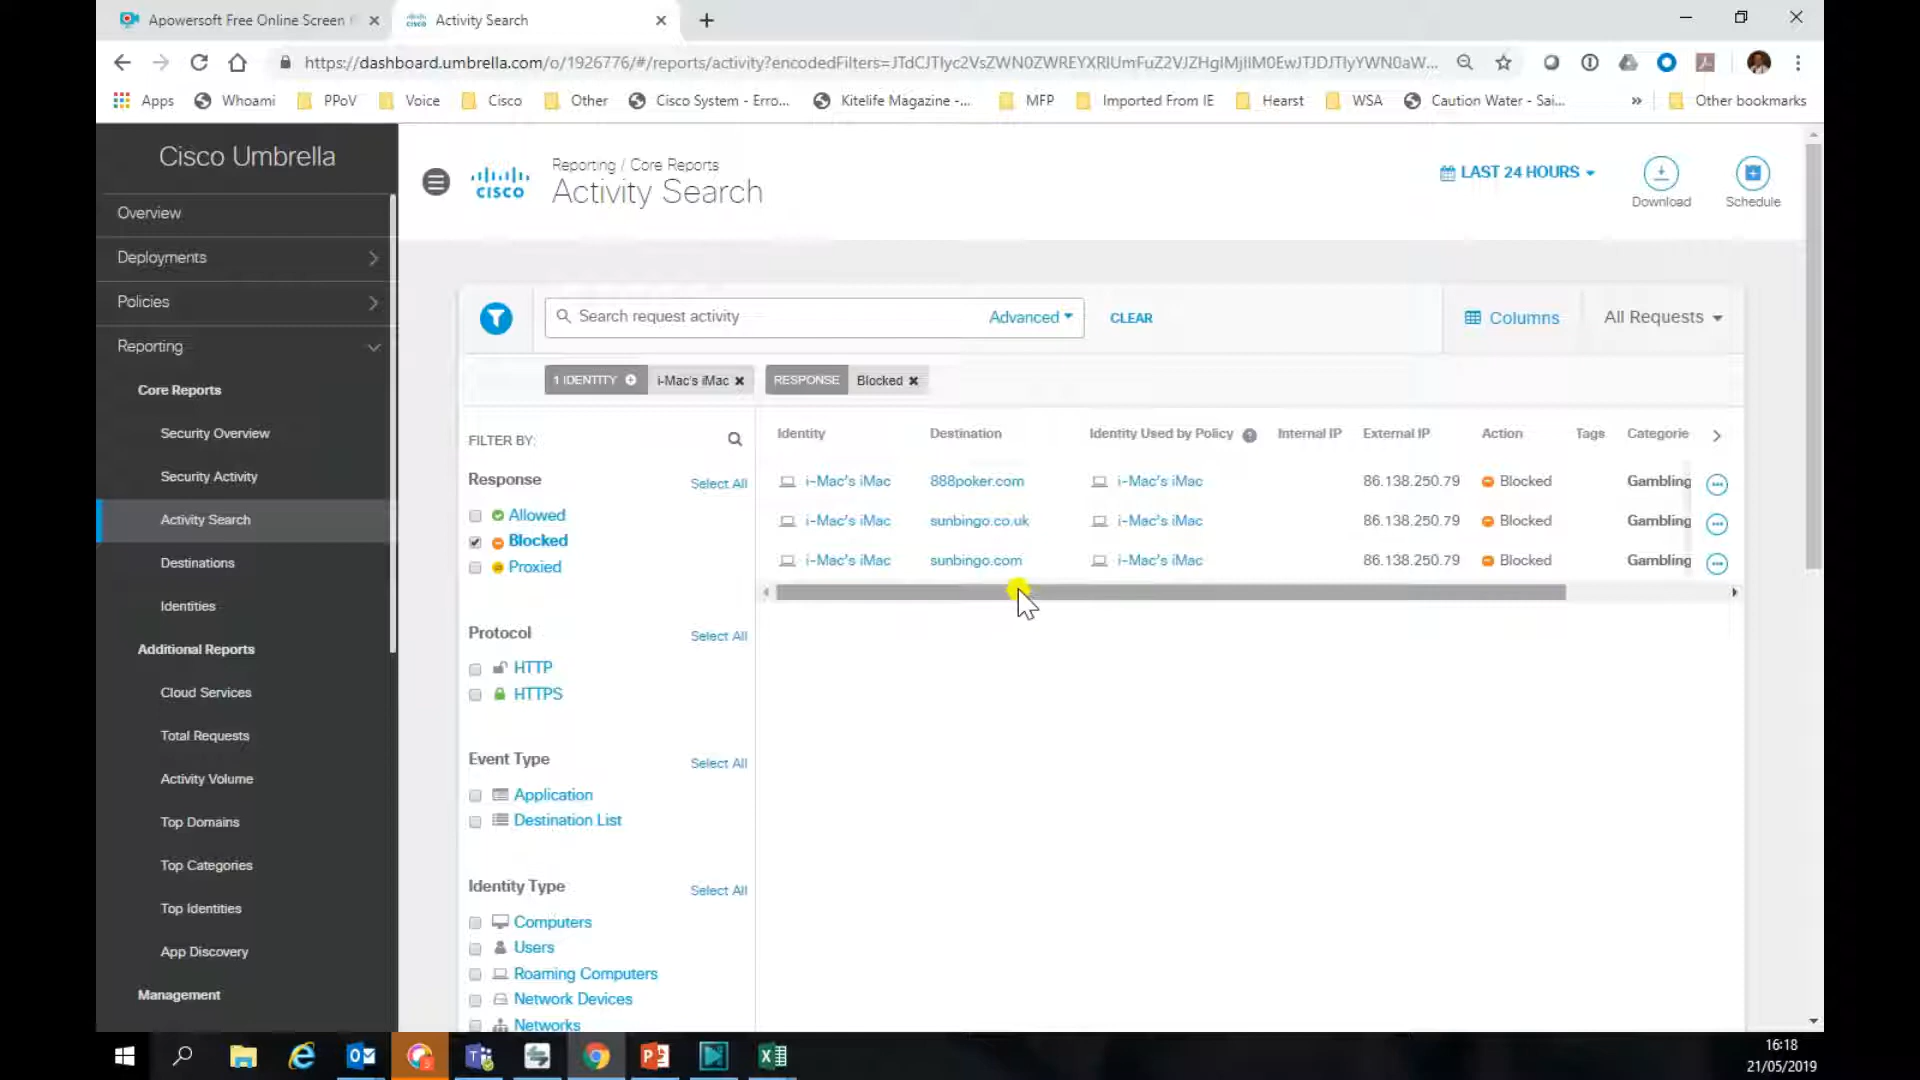 Apowersoft Free Online Screen
Activity Search
https://dashboard.umbrella.com/o/1926776/#/reports/activity?encodedFilters=
Apps
Whoami
PPoV
Voice
Cisco
Other
Cisco System - Erro...
Kitelife Magazine -...
MFP
Imported From IE
Hearst
WSA
Caution Water - Sai...
»
Other bookmarks
Cisco Umbrella
Overview
Deployments
Policies
Reporting
Core Reports
Security Overview
Security Activity
Activity Search
Destinations
Identities
Additional Reports
Cloud Services
Total Requests
Activity Volume
Top Domains
Top Categories
Top Identities
App Discovery
Management
cisco
Reporting / Core Reports
Activity Search
LAST 24 HOURS
Download
Schedule
Search request activity
Advanced
CLEAR
Columns
All Requests
1 IDENTITY
i-Mac's iMac
RESPONSE
Blocked
FILTER BY:
Response
Select All
Allowed
Blocked
Proxied
Protocol
Select All
HTTP
HTTPS
Event Type
Select All
Application
Destination List
Identity Type
Select All
Computers
Users
Roaming Computers
Network Devices
Networks
Identity Destination Identity Used by Policy Internal IP External IP Action Tags Categorie
i-Mac's iMac 888poker.com i-Mac's iMac 86.138.250.79 Blocked Gambling
i-Mac's iMac sunbingo.co.uk i-Mac's iMac 86.138.250.79 Blocked Gambling
i-Mac's iMac sunbingo.com i-Mac's iMac 86.138.250.79 Blocked Gambling
16:18
21/05/2019